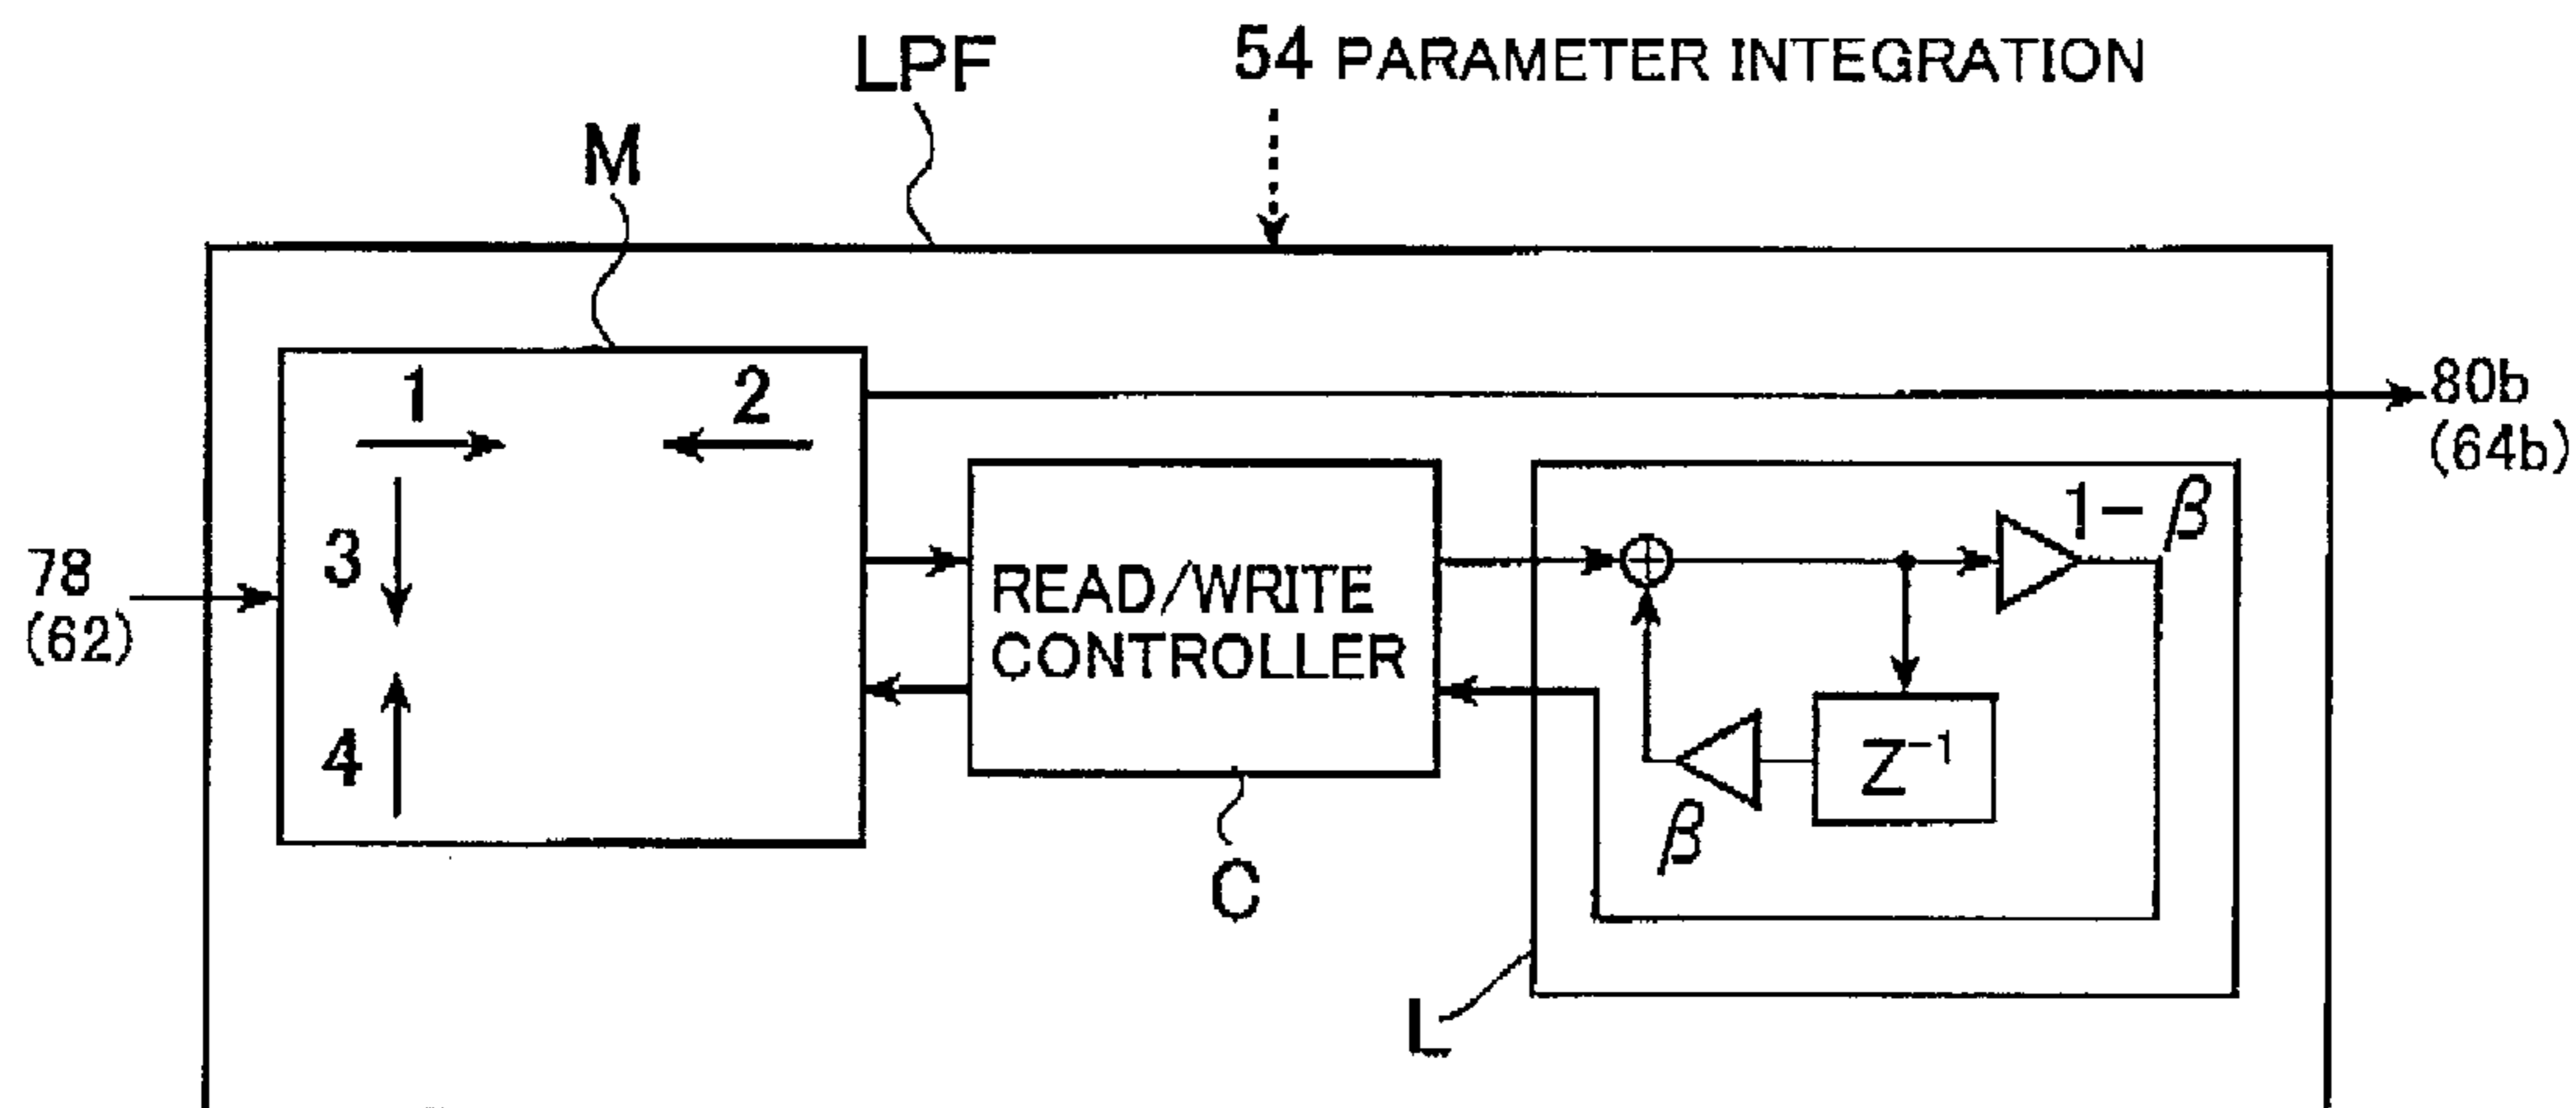 LPF
54 PARAMETER INTEGRATION
M
1
2
80b
(64b)
1-β
3
78
(62)
READ/WRITE
CONTROLLER
4
β
Z⁻¹
C
L